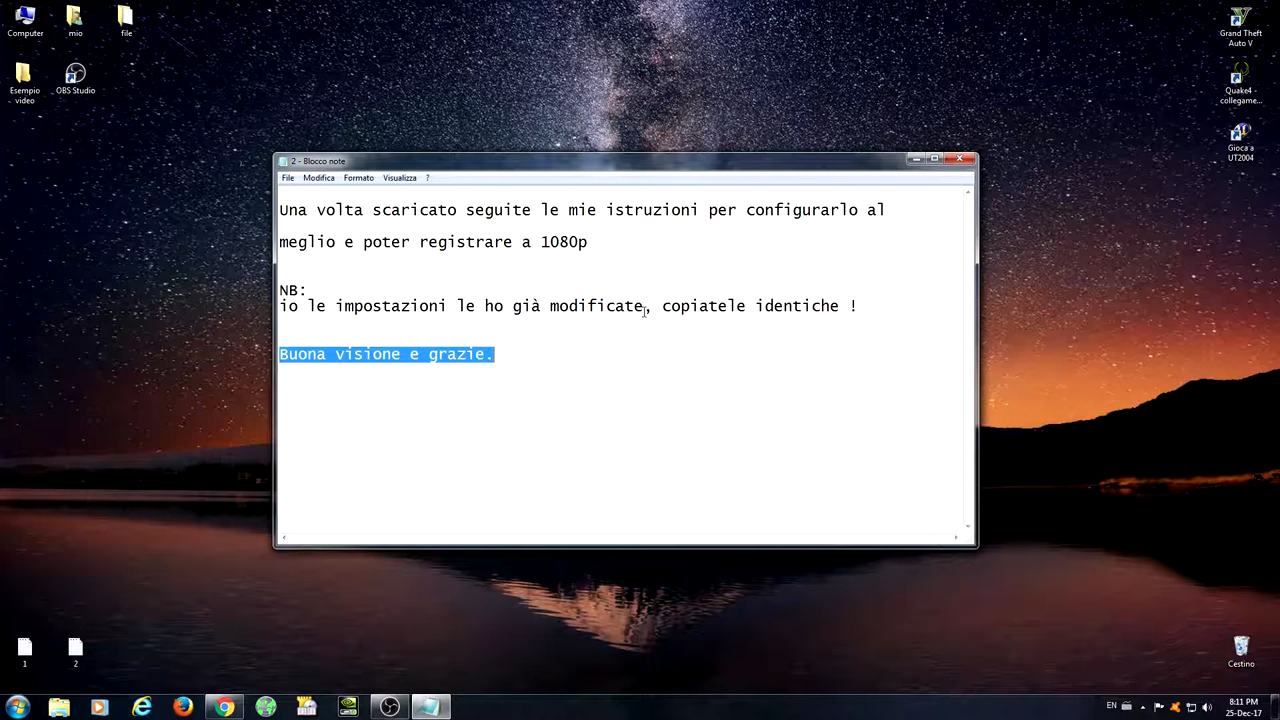 Computer
mio
file
Esempio
video
OBS Studio
Grand Theft
Auto V
Quake4 -
collegame...
Gioca a
UT2004
2 - Blocco note
File Modifica Formato Visualizza ?
Una volta scaricato seguite le mie istruzioni per configurarlo al
meglio e poter registrare a 1080p
NB:
io le impostazioni le ho già modificate, copiatele identiche !
Buona visione e grazie.
1
2
Cestino
EN
8:11 PM
25-Dec-17